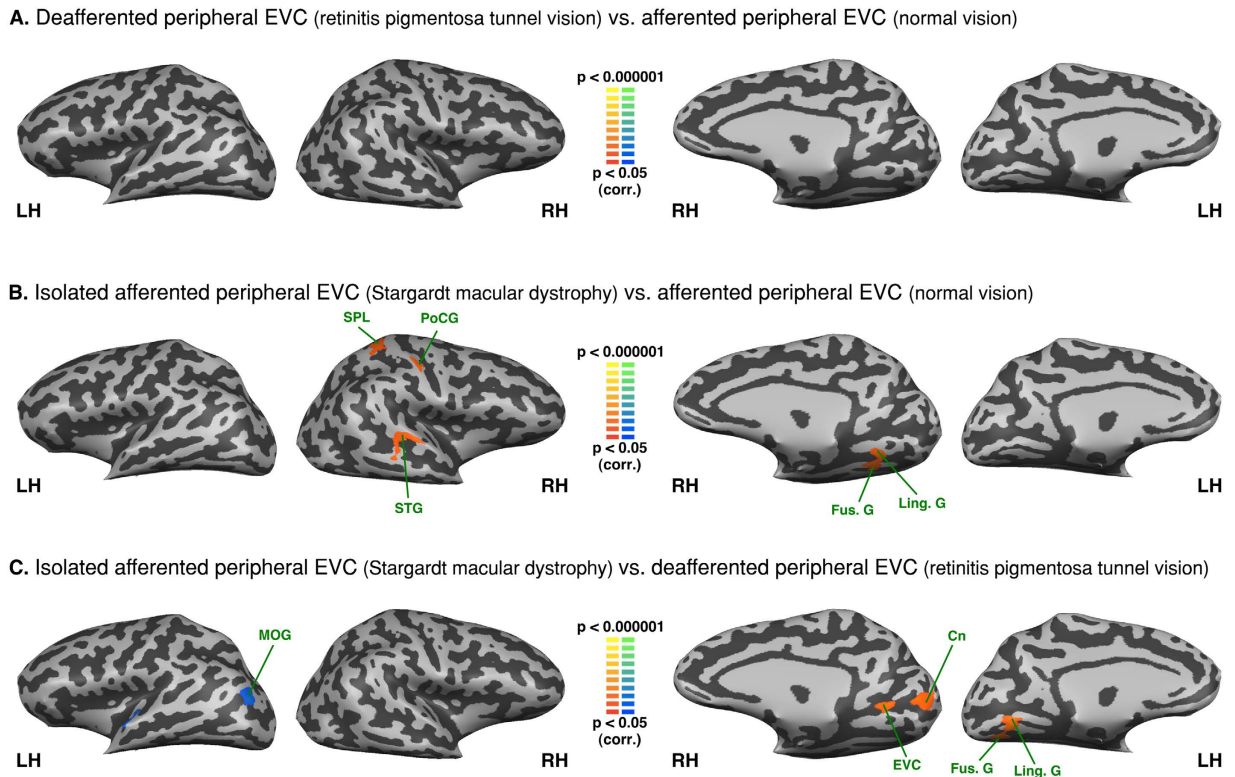 A. Deafferented peripheral EVC (retinitis pigmentosa tunnel vision) vs. afferented peripheral EVC (normal vision)
p < 0.000001
p < 0.05
(corr.)
LH
RH
RH
LH
B. Isolated afferented peripheral EVC (Stargardt macular dystrophy) vs. afferented peripheral EVC (normal vision)
SPL
PoCG
p < 0.000001
p < 0.05
(corr.)
LH
STG
RH
RH
Fus. G
Ling. G
LH
C. Isolated afferented peripheral EVC (Stargardt macular dystrophy) vs. deafferented peripheral EVC (retinitis pigmentosa tunnel vision)
MOG
p < 0.000001
Cn
p < 0.05
(corr.)
LH
RH
RH
EVC
Fus. G
Ling. G
LH